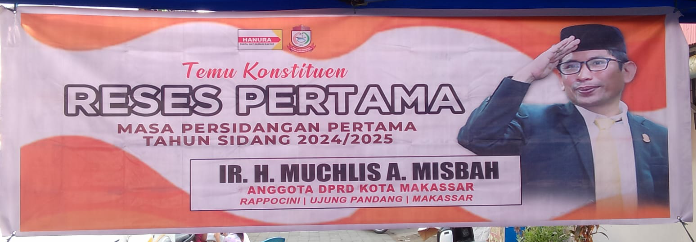 HANURA
Temu Konstituen
RESES PERTAMA
MASA PERSIDANGAN PERTAMA
TAHUN SIDANG 2024/2025
IR. H. MUCHLIS A. MISBAH
ANGGOTA DPRD KOTA MAKASSAR
RAPPOCINI | UJUNG PANDANG | MAKASSAR